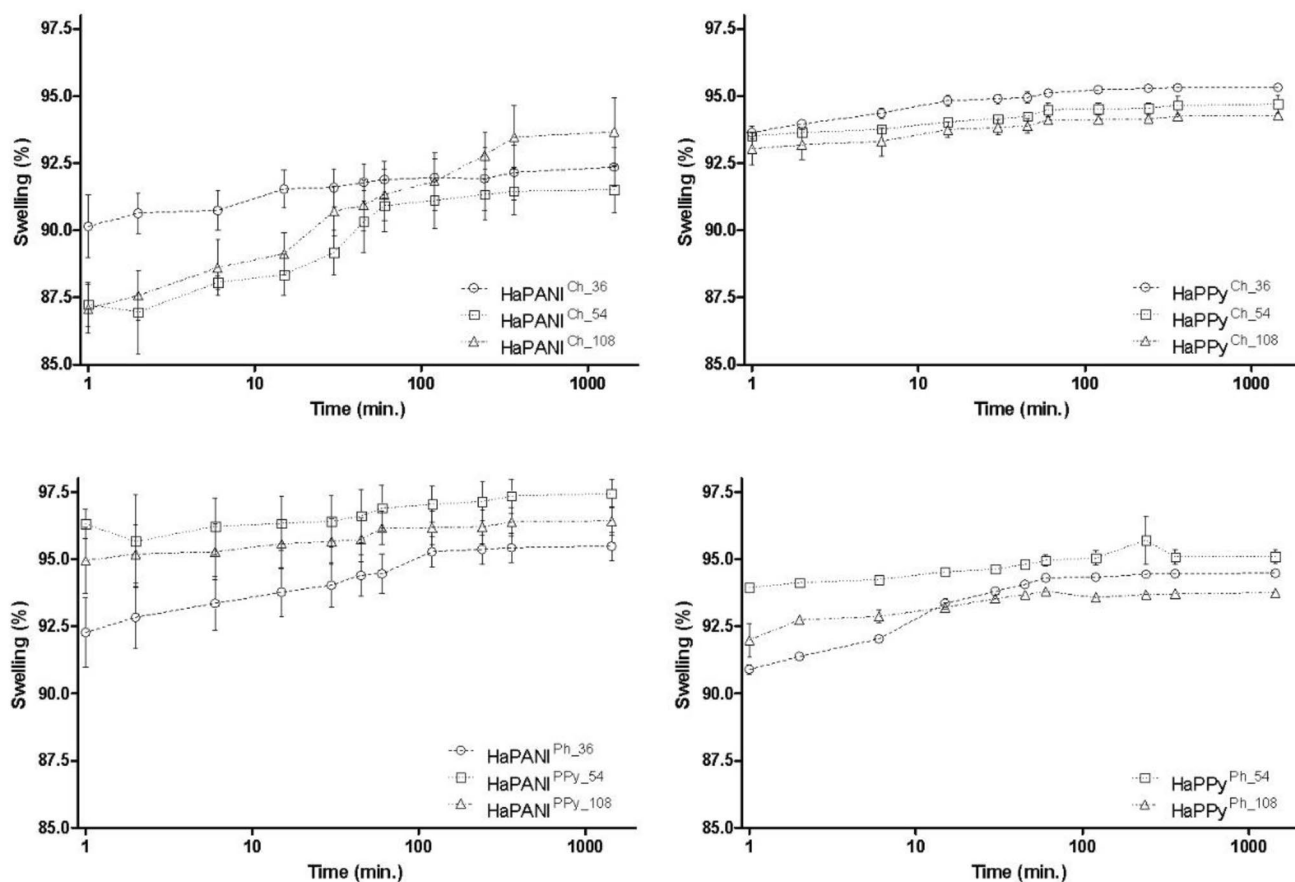 97.5
95.0
92.5
90.0
87.5
85.0
Swelling (%)
1 10 100 1000
Time (min.)
HaPANI Ch_36
HaPANI Ch_54
HaPANI Ch_108
97.5
95.0
92.5
90.0
87.5
85.0
Swelling (%)
1 10 100 1000
Time (min.)
HaPPy Ch_36
HaPPy Ch_54
HaPPy Ch_108
97.5
95.0
92.5
90.0
87.5
85.0
Swelling (%)
1 10 100 1000
Time (min.)
HaPANI Ph_36
HaPANI PPy_54
HaPANI PPy_108
97.5
95.0
92.5
90.0
87.5
85.0
Swelling (%)
1 10 100 1000
Time (min.)
HaPPy Ph_54
HaPPy Ph_108